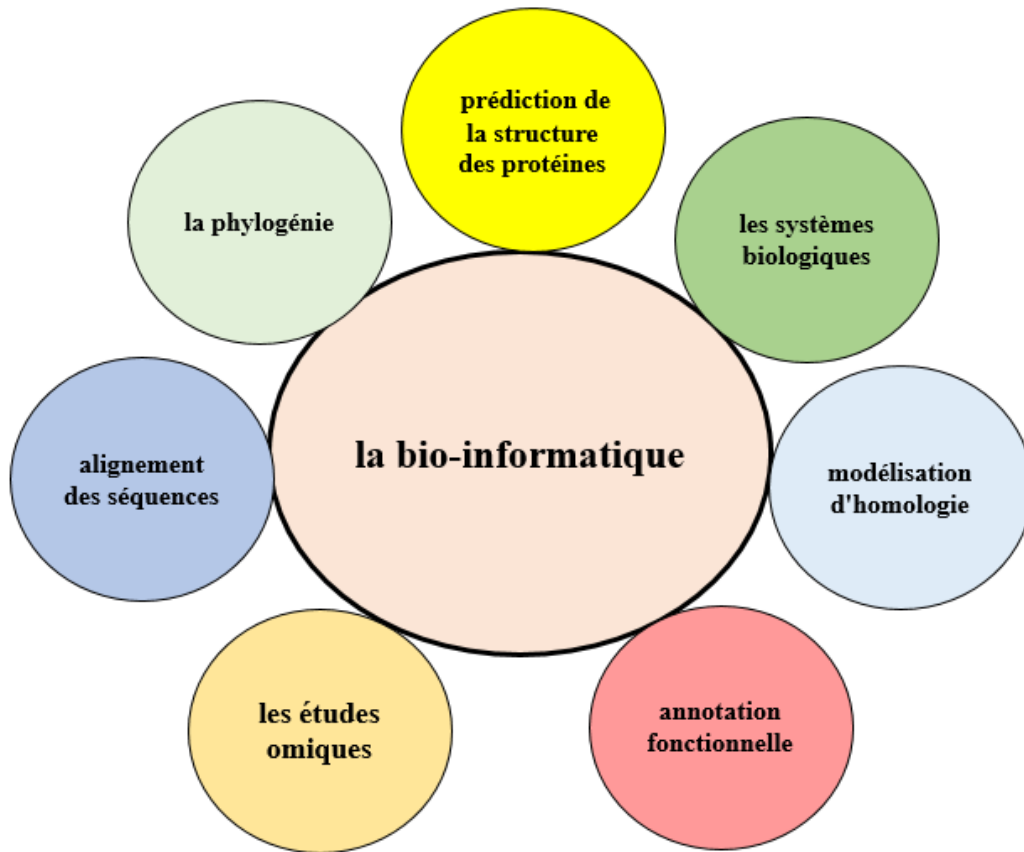 prédiction de
la structure
des protéines
la phylogénie
les systèmes
biologiques
la bio-informatique
alignement
des séquences
modélisation
d'homologie
les études
omiques
annotation
fonctionnelle